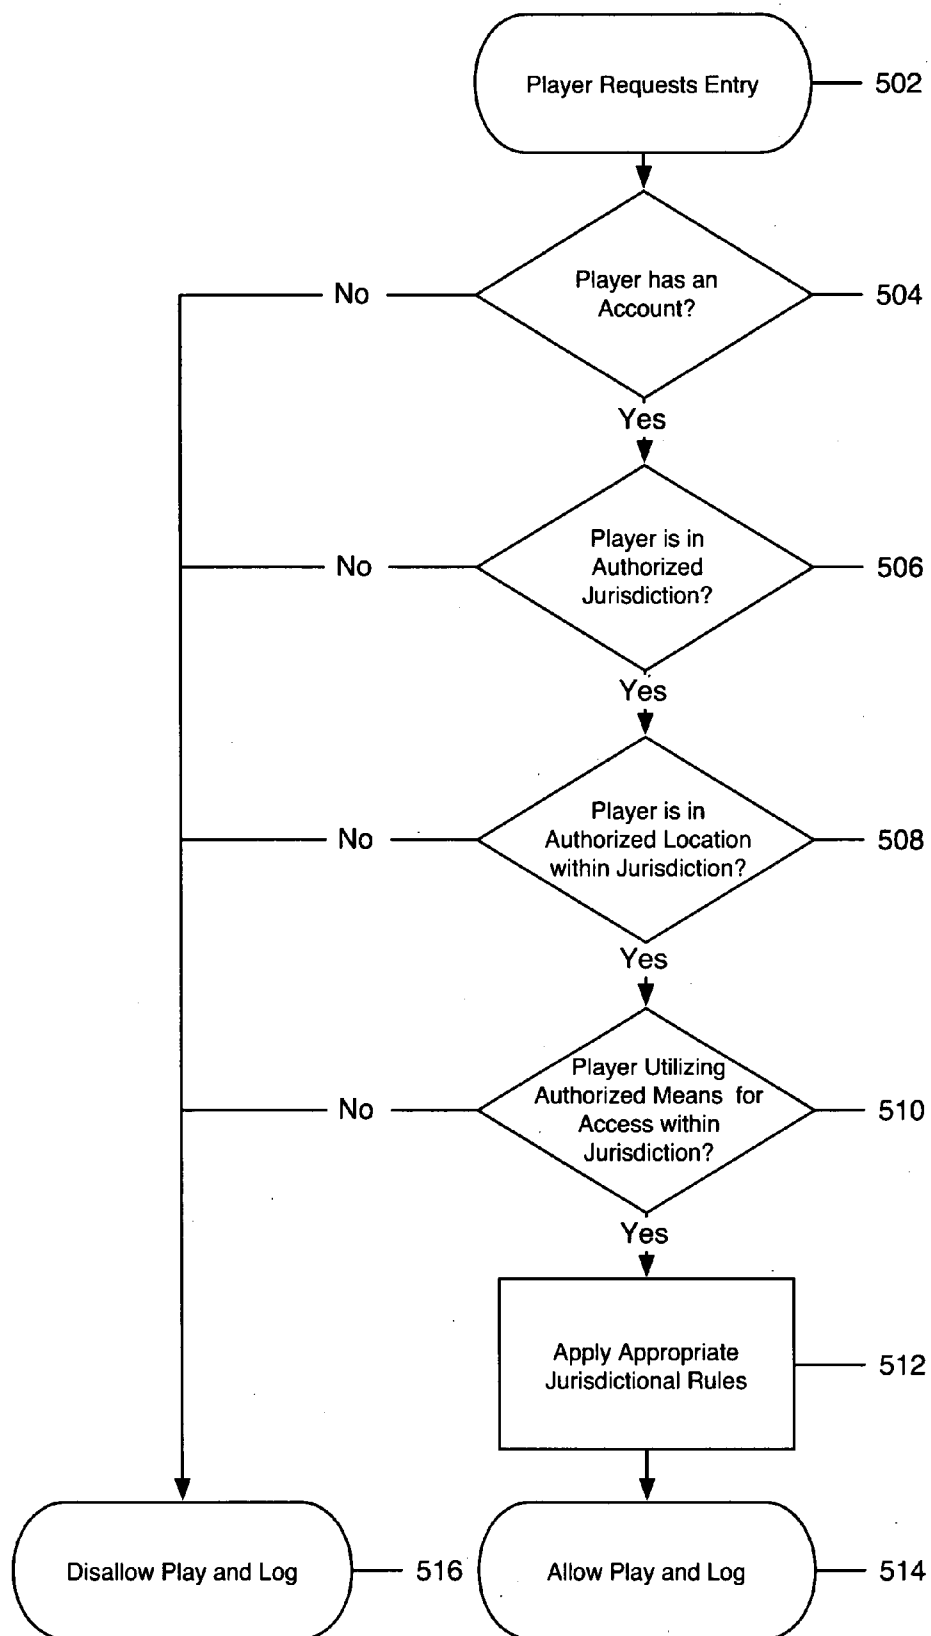 Player Requests Entry
502
Player has an
Account?
504
No
Yes
Player is in
Authorized
Jurisdiction?
506
No
Yes
Player is in
Authorized Location
within Jurisdiction?
508
No
Yes
Player Utilizing
Authorized Means for
Access within
Jurisdiction?
510
No
Yes
Apply Appropriate
Jurisdictional Rules
512
Disallow Play and Log
516
Allow Play and Log
514